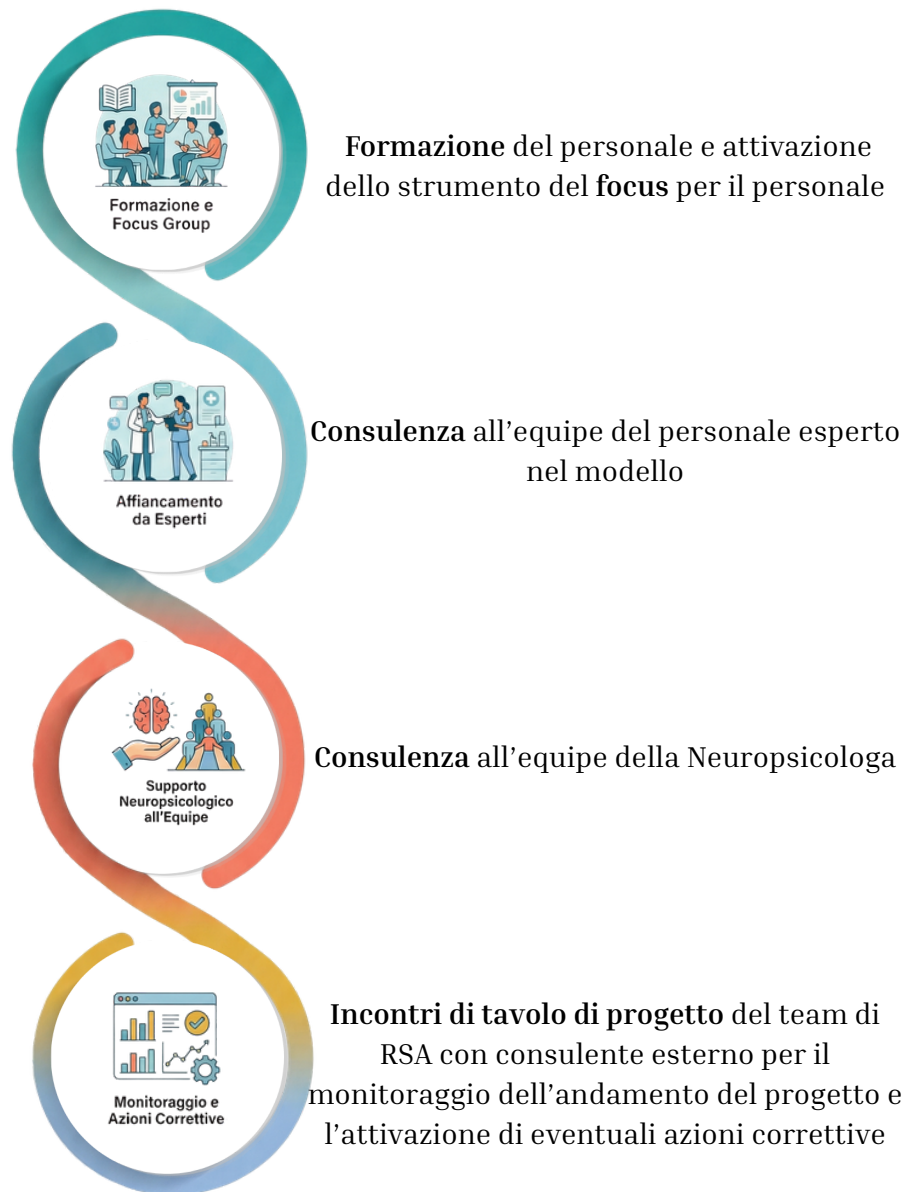 Formazione e
Focus Group
Formazione del personale e attivazione
dello strumento del focus per il personale
Affiancamento
da Esperti
Consulenza all’equipe del personale esperto
nel modello
Supporto
Neuropsicologico
all'Equipe
Consulenza all’equipe della Neuropsicologa
Monitoraggio e
Azioni Correttive
Incontri di tavolo di progetto del team di
RSA con consulente esterno per il
monitoraggio dell’andamento del progetto e
l’attivazione di eventuali azioni correttive